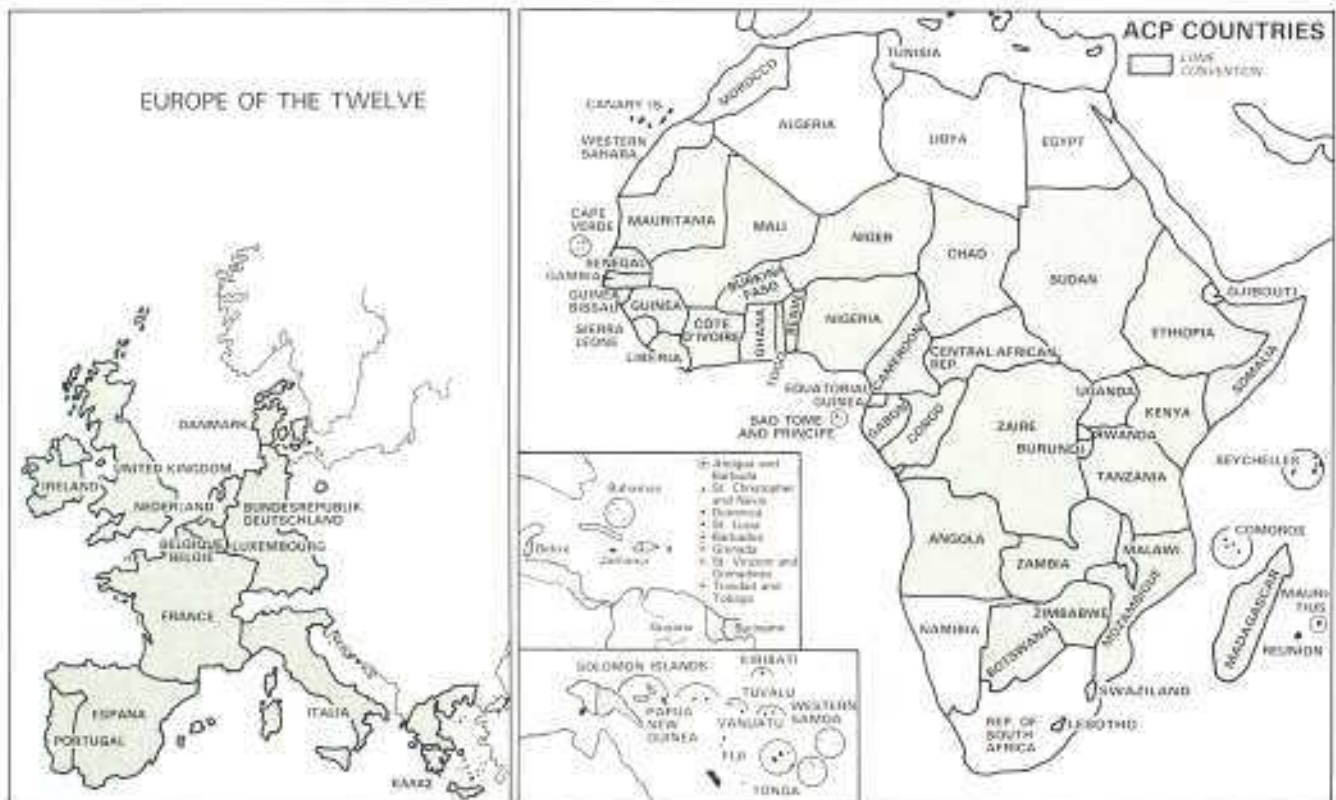 EUROPE OF THE TWELVE
DANMARK
UNITED KINGDOM
IRELAND
NEDERLAND
BUNDESREPUBLIK
DEUTSCHLAND
BELGIQUE
BELGIE
LUXEMBOURG
FRANCE
ESPANA
PORTUGAL
ITALIA
ACP COUNTRIES
LOME
CONVENTION
TUNISIA
MOROCCO
CANARY IS
ALGERIA
LIBYA
EGYPT
WESTERN
SAHARA
CAPE
VERDE
MAURITANIA
MALI
NIGER
CHAD
SUDAN
SENEGAL
GAMBIA
BURKINA
FASO
DJIBOUTI
GUINEA
BISSAU
GUINEA
COTE
D'IVOIRE
GHANA
BENIN
NIGERIA
ETHIOPIA
SIERRA
LEONE
LIBERIA
TOGO
CAMEROON
CENTRAL AFRICAN
REP.
SOMALIA
EQUATORIAL
GUINEA
UGANDA
KENYA
SAO TOME
AND PRINCIPE
GABON
CONGO
ZAIRE
RWANDA
BURUNDI
TANZANIA
SEYCHELLES
COMOROS
ANGOLA
ZAMBIA
MALAWI
MOZAMBIQUE
MADAGASCAR
MAURI-
TIUS
REUNION
ZIMBABWE
NAMIBIA
BOTSWANA
SWAZILAND
LESOTHO
REP. OF
SOUTH
AFRICA
Bahamas
Belize
Jamaica
Guyana
Suriname
Antigua and
Barbuda
St. Christopher
and Nevis
Dominica
St. Lucia
Barbados
Grenada
St. Vincent and
Grenadines
Trinidad and
Tobago
SOLOMON ISLANDS
KIRIBATI
TUVALU
PAPUA
NEW
GUINEA
VANUATU
WESTERN
SAMOA
FIJI
TONGA